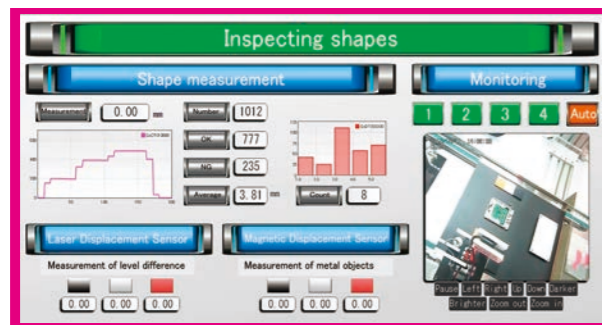 Inspecting shapes
Shape measurement
Monitoring
Measurement 0.00 mm
Number 1012
OK 777
NG 235
Average 3.81 mm
Count 8
1 2 3 4 Auto
Laser Displacement Sensor
Measurement of level difference
0.00 0.00 0.00
Magnetic Displacement Sensor
Measurement of metal objects
0.00 0.00 0.00
Pause Left Right Up Down Darker
Brighter Zoom out Zoom in